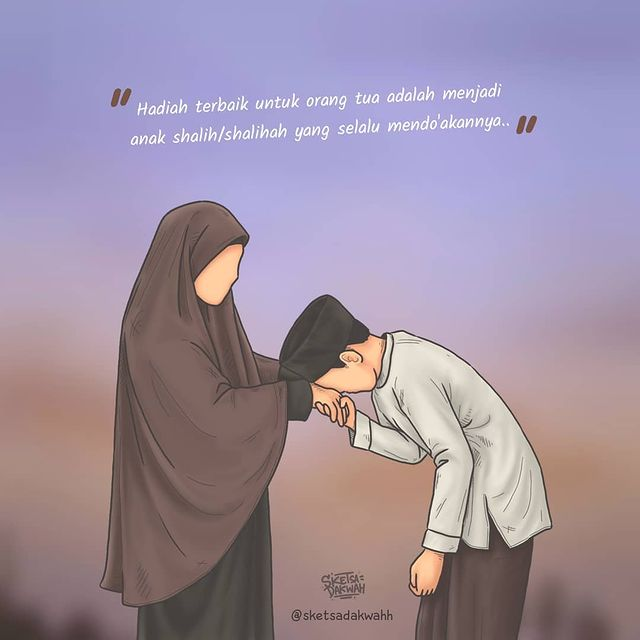 "Hadiah terbaik untuk orang tua adalah menjadi
anak shalih/shalihah yang selalu mendo'akannya.. "
SKETSA
DAKWAH
@sketsadakwahh